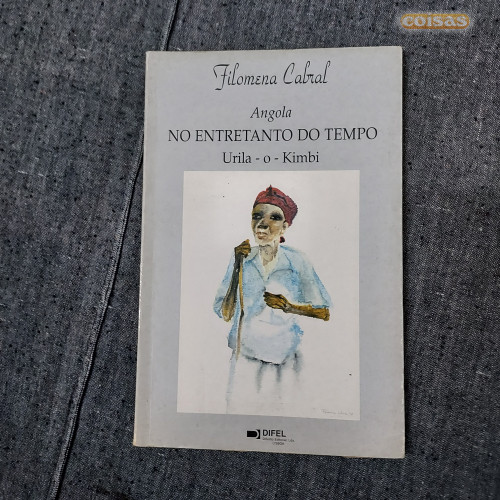 coisas
Filomena Cabral
Angola
NO ENTRETANTO DO TEMPO
Urila - o - Kimbi
DIFEL